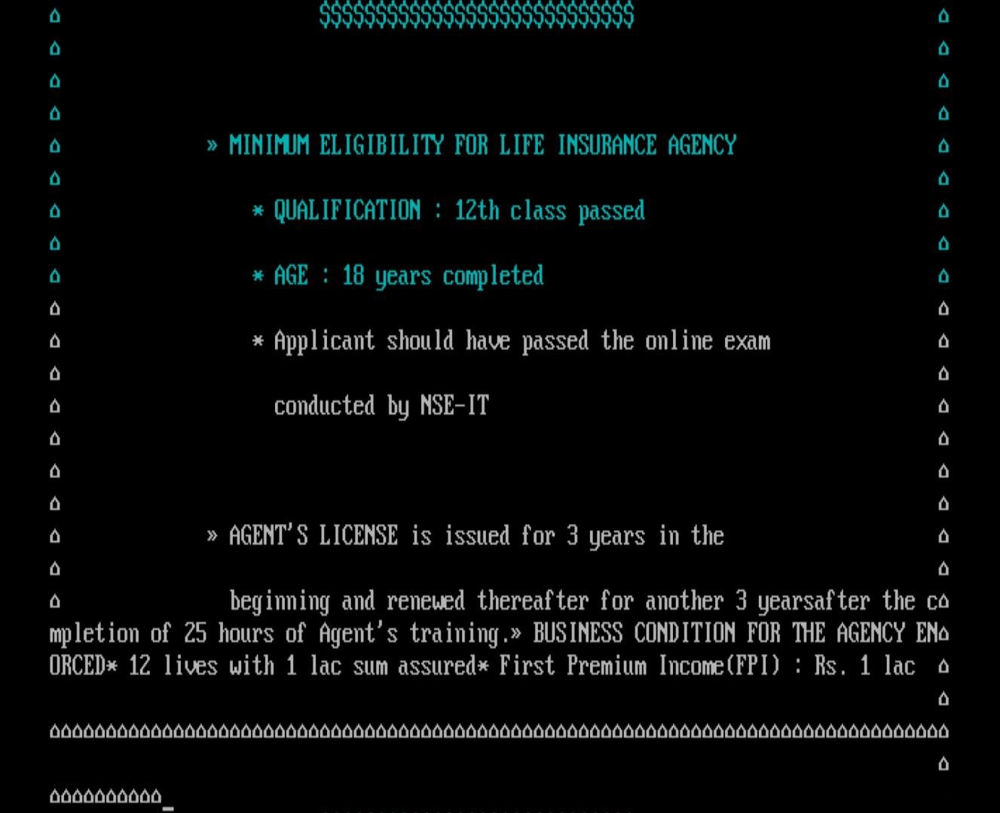 ⌂ $$$$$$$$$$$$$$$$$$$$$$$$$$$$ ⌂
⌂ ⌂
⌂ ⌂
⌂ ⌂
⌂ » MINIMUM ELIGIBILITY FOR LIFE INSURANCE AGENCY ⌂
⌂ ⌂
⌂ * QUALIFICATION : 12th class passed ⌂
⌂ ⌂
⌂ * AGE : 18 years completed ⌂
⌂ ⌂
⌂ * Applicant should have passed the online exam ⌂
⌂ ⌂
⌂ conducted by NSE-IT ⌂
⌂ ⌂
⌂ ⌂
⌂ ⌂
⌂ » AGENT'S LICENSE is issued for 3 years in the ⌂
⌂ ⌂
⌂ beginning and renewed thereafter for another 3 yearsafter the c⌂
mpletion of 25 hours of Agent's training.» BUSINESS CONDITION FOR THE AGENCY EN⌂
ORCED* 12 lives with 1 lac sum assured* First Premium Income(FPI) : Rs. 1 lac ⌂
⌂
⌂⌂⌂⌂⌂⌂⌂⌂⌂⌂⌂⌂⌂⌂⌂⌂⌂⌂⌂⌂⌂⌂⌂⌂⌂⌂⌂⌂⌂⌂⌂⌂⌂⌂⌂⌂⌂⌂⌂⌂⌂⌂⌂⌂⌂⌂⌂⌂⌂⌂⌂⌂⌂⌂⌂⌂⌂⌂⌂⌂⌂⌂⌂⌂⌂⌂⌂⌂⌂⌂⌂⌂⌂⌂⌂⌂⌂⌂⌂⌂
⌂
⌂⌂⌂⌂⌂⌂⌂⌂⌂⌂_